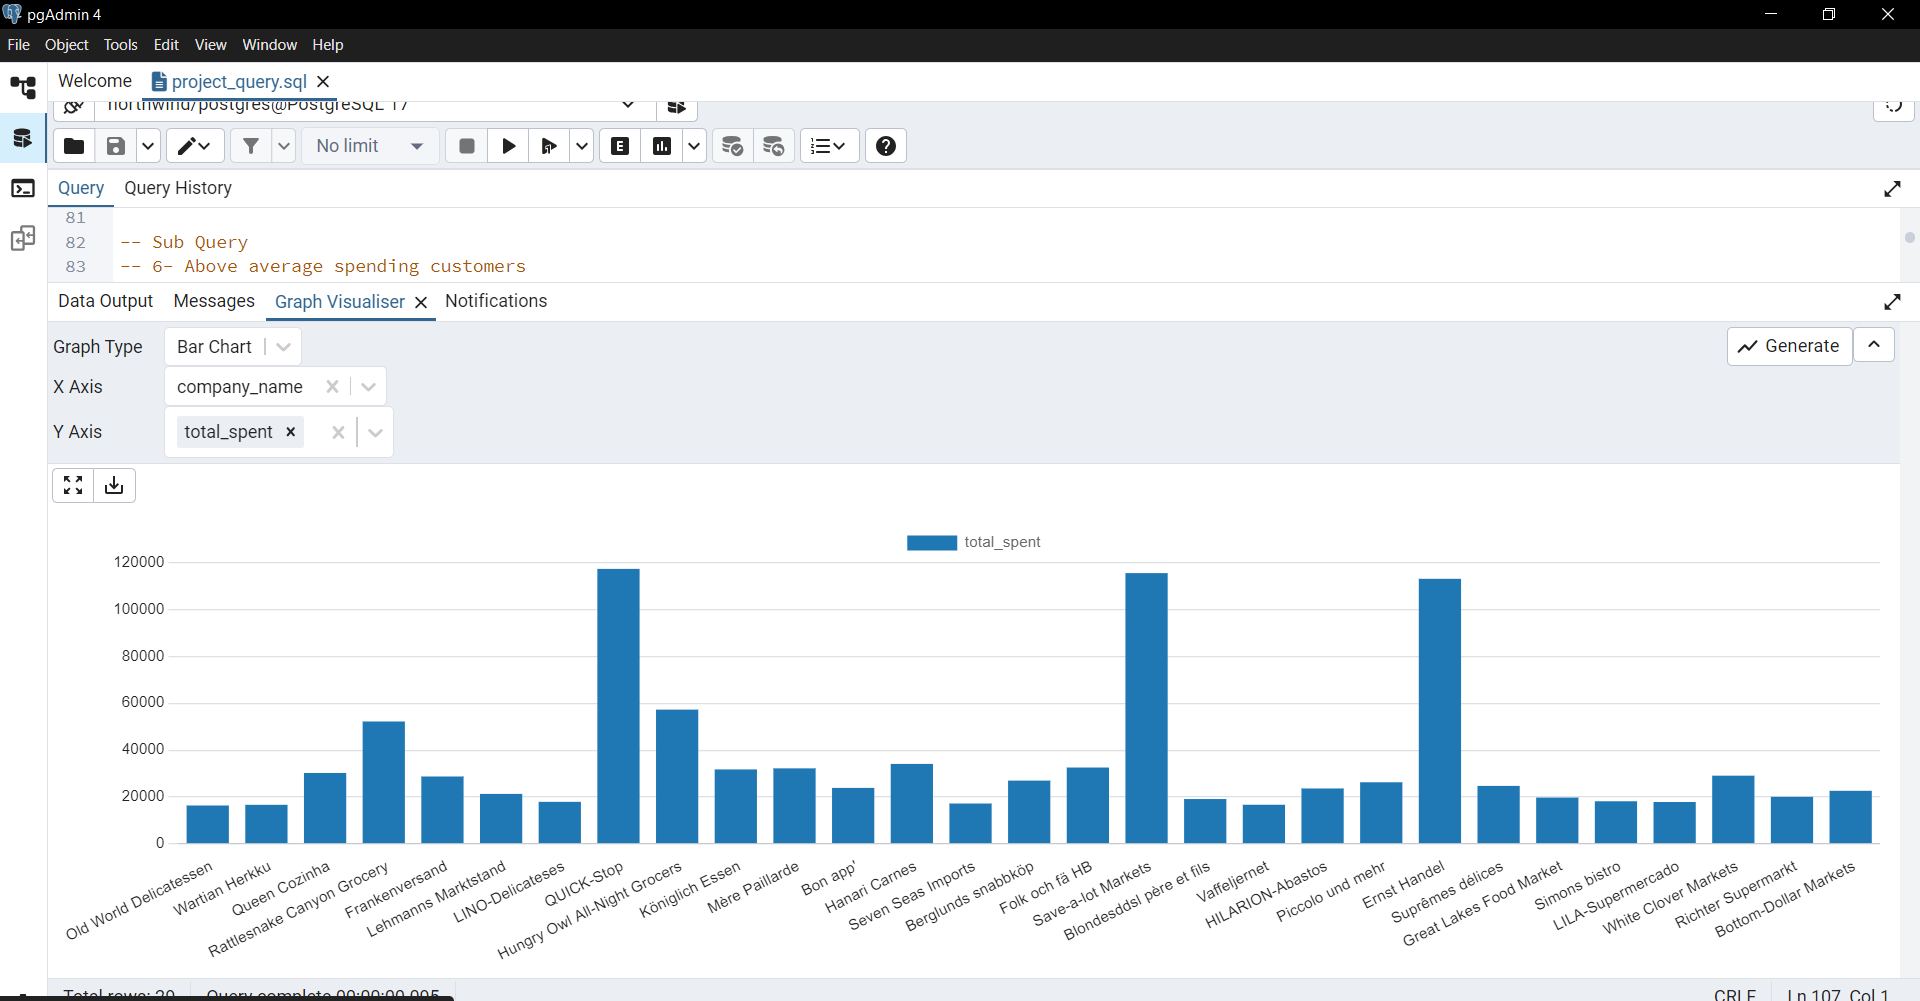 pgAdmin 4
File Object Tools Edit View Window Help
Welcome project_query.sql
northwind/postgres@PostgreSQL 17
No limit
Query Query History
81
82 -- Sub Query
83 -- 6- Above average spending customers
Data Output Messages Graph Visualiser Notifications
Graph Type Bar Chart Generate
X Axis company_name
Y Axis total_spent
total_spent
120000
100000
80000
60000
40000
20000
0
Old World Delicatessen
Wartian Herkku
Queen Cozinha
Rattlesnake Canyon Grocery
Frankenversand
Lehmanns Marktstand
LINO-Delicateses
QUICK-Stop
Hungry Owl All-Night Grocers
Königlich Essen
Mère Paillarde
Bon app'
Hanari Carnes
Seven Seas Imports
Berglunds snabbköp
Folk och fä HB
Save-a-lot Markets
Blondesddsl père et fils
Vaffeljernet
HILARION-Abastos
Piccolo und mehr
Ernst Handel
Suprêmes délices
Great Lakes Food Market
Simons bistro
LILA-Supermercado
White Clover Markets
Richter Supermarkt
Bottom-Dollar Markets
Total rows: 29 Query complete 00:00:00.005 CRLF Ln 107, Col 1